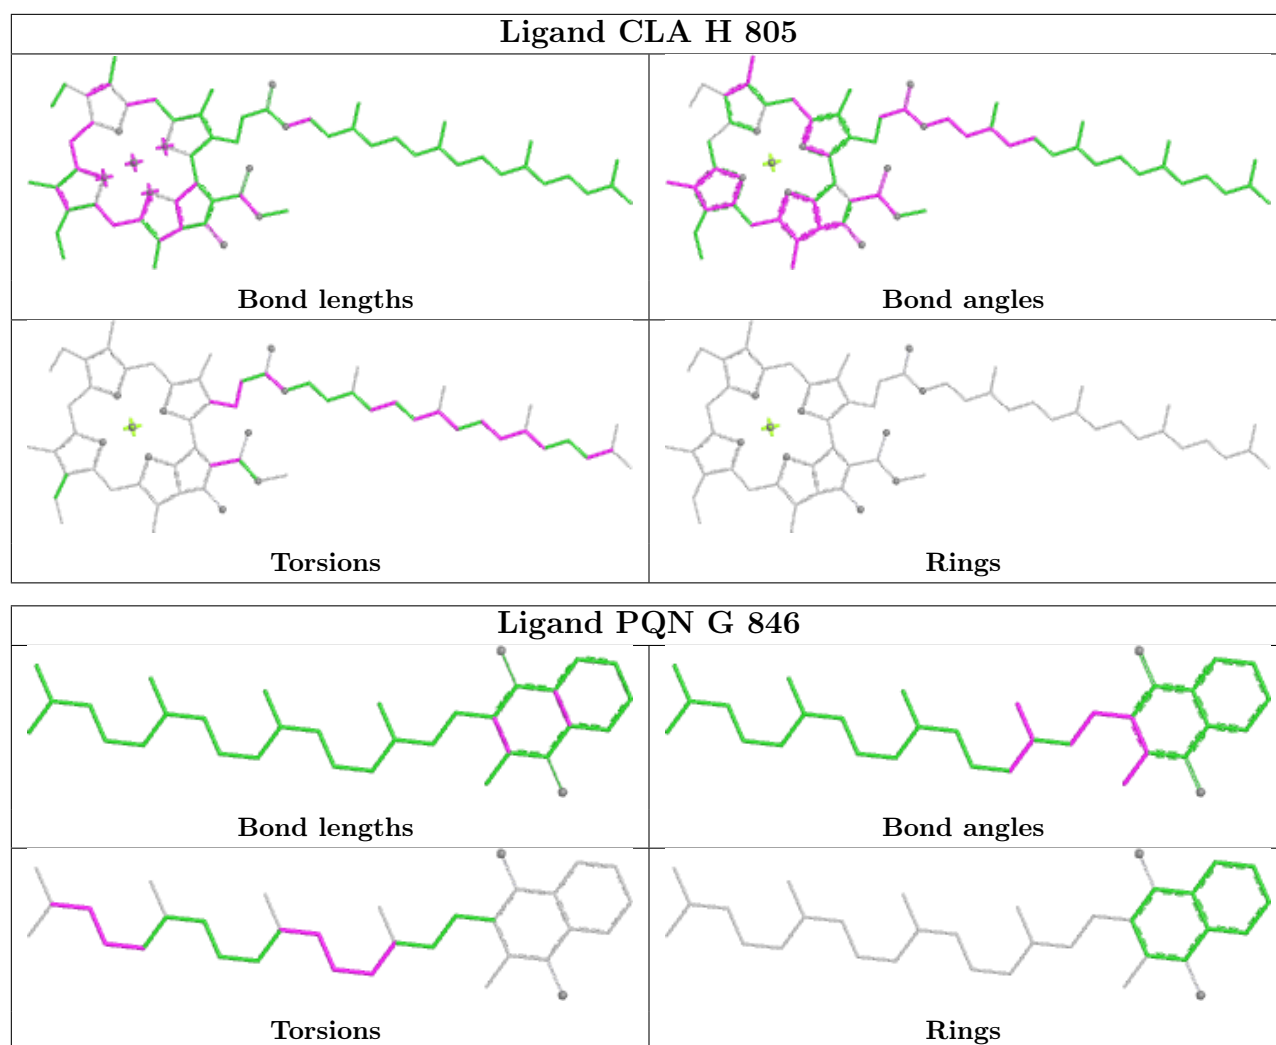 Ligand CLA H 805
Bond lengths
Bond angles
Torsions
Rings
Ligand PQN G 846
Bond lengths
Bond angles
Torsions
Rings